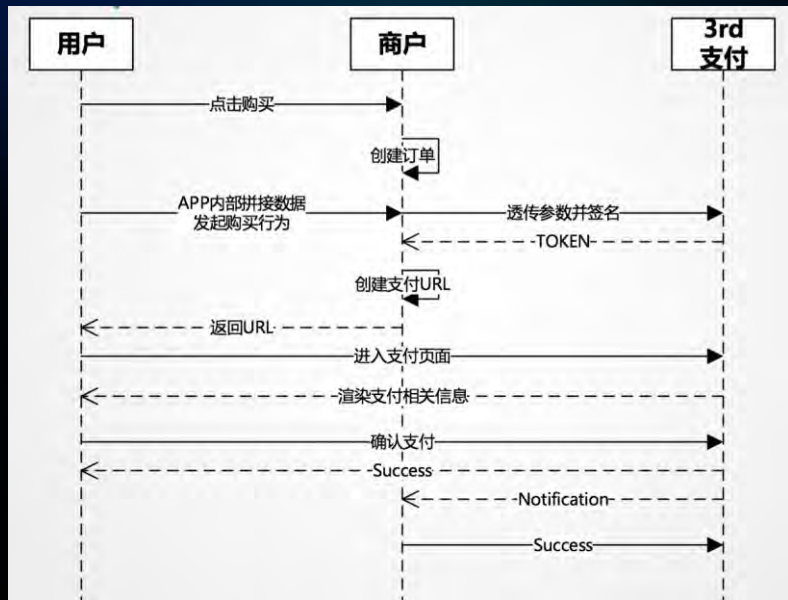 用户
商户
3rd
支付
点击购买
创建订单
APP内部拼接数据
发起购买行为
透传参数并签名
TOKEN
创建支付URL
返回URL
进入支付页面
渲染支付相关信息
确认支付
Success
Notification
Success